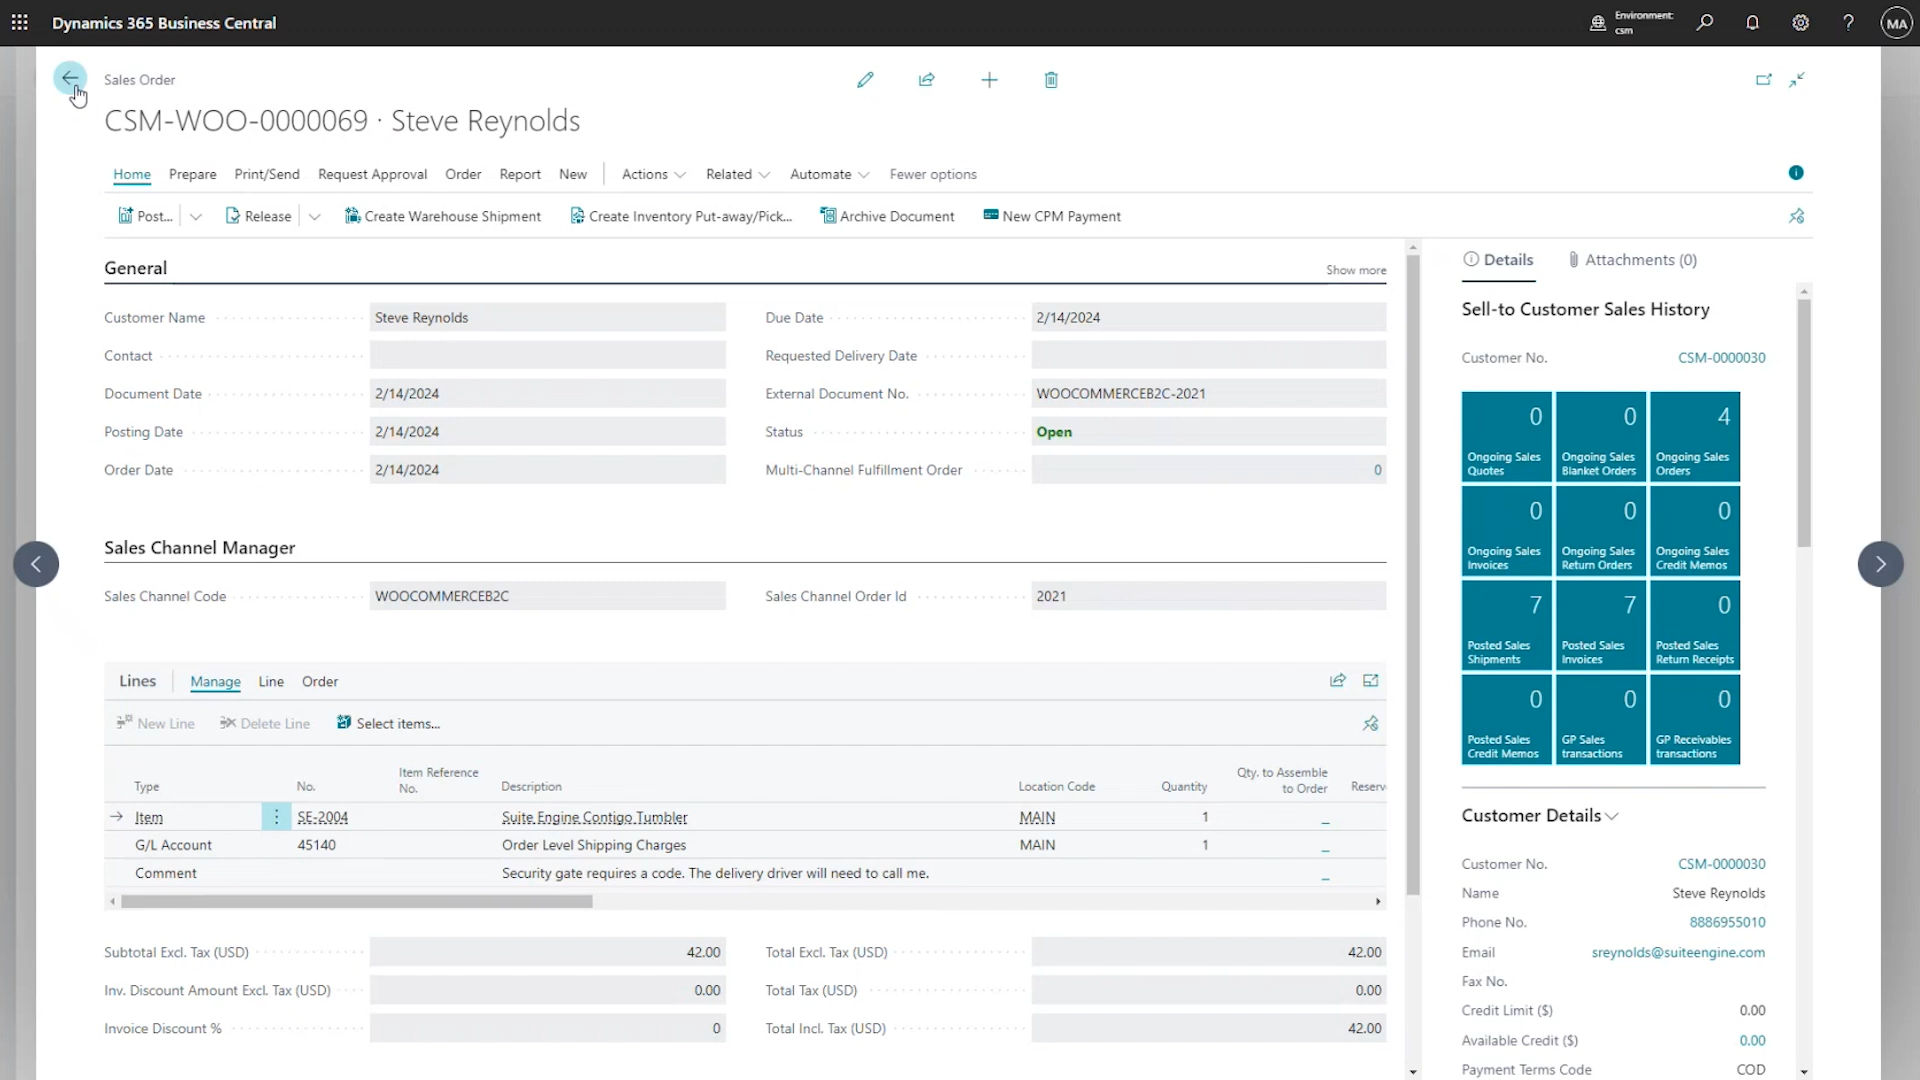 Dynamics 365 Business Central
Environment:
csm
?
MA
Sales Order
CSM-WOO-0000069 · Steve Reynolds
Home Prepare Print/Send Request Approval Order Report New Actions Related Automate Fewer options
Post... Release Create Warehouse Shipment Create Inventory Put-away/Pick... Archive Document New CPM Payment
General
Show more
Customer Name Steve Reynolds
Due Date 2/14/2024
Contact
Requested Delivery Date
Document Date 2/14/2024
External Document No. WOOCOMMERCEB2C-2021
Posting Date 2/14/2024
Status Open
Order Date 2/14/2024
Multi-Channel Fulfillment Order 0
Sales Channel Manager
Sales Channel Code WOOCOMMERCEB2C
Sales Channel Order Id 2021
Lines Manage Line Order
New Line Delete Line Select items...
Type No. Item Reference No. Description Location Code Quantity Qty. to Assemble to Order Reserv
Item SE-2004 Suite Engine Contigo Tumbler MAIN 1 _
G/L Account 45140 Order Level Shipping Charges MAIN 1 _
Comment Security gate requires a code. The delivery driver will need to call me. _
Subtotal Excl. Tax (USD) 42.00
Total Excl. Tax (USD) 42.00
Inv. Discount Amount Excl. Tax (USD) 0.00
Total Tax (USD) 0.00
Invoice Discount % 0
Total Incl. Tax (USD) 42.00
Details Attachments (0)
Sell-to Customer Sales History
Customer No. CSM-0000030
0 Ongoing Sales Quotes
0 Ongoing Sales Blanket Orders
4 Ongoing Sales Orders
0 Ongoing Sales Invoices
0 Ongoing Sales Return Orders
0 Ongoing Sales Credit Memos
7 Posted Sales Shipments
7 Posted Sales Invoices
0 Posted Sales Return Receipts
0 Posted Sales Credit Memos
0 GP Sales transactions
0 GP Receivables transactions
Customer Details
Customer No. CSM-0000030
Name Steve Reynolds
Phone No. 8886955010
Email sreynolds@suiteengine.com
Fax No.
Credit Limit ($) 0.00
Available Credit ($) 0.00
Payment Terms Code COD